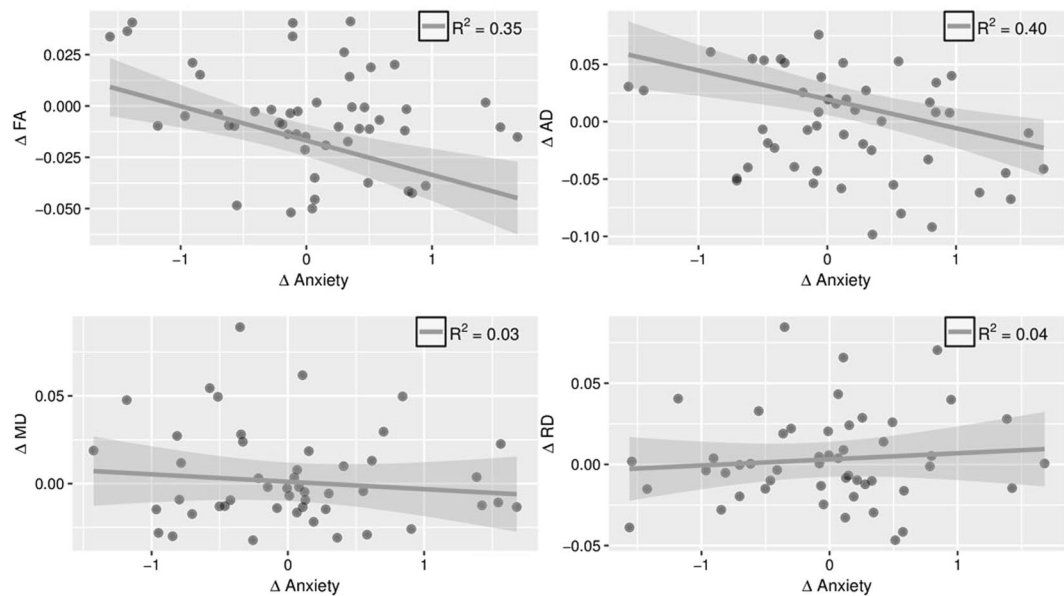 R² = 0.35
0.025
0.000
−0.025
−0.050
Δ FA
−1
0
1
Δ Anxiety
R² = 0.40
0.05
0.00
−0.05
−0.10
Δ AD
−1
0
1
Δ Anxiety
R² = 0.03
0.05
0.00
Δ MD
−1
0
1
Δ Anxiety
R² = 0.04
0.05
0.00
−0.05
Δ RD
−1
0
1
Δ Anxiety